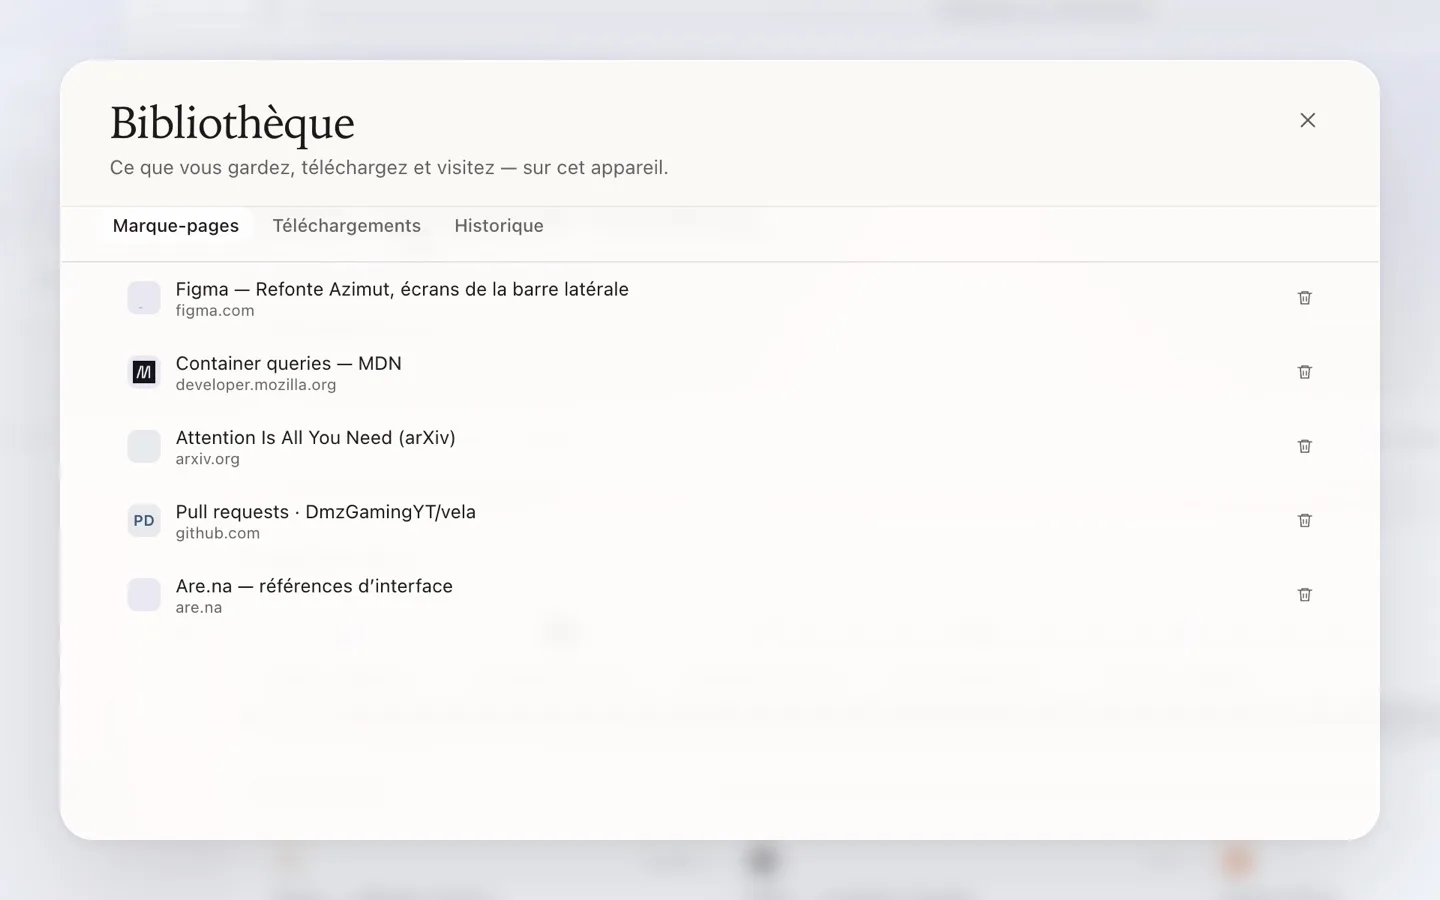 Bibliothèque
Ce que vous gardez, téléchargez et visitez — sur cet appareil.
Marque-pages Téléchargements Historique
Figma — Refonte Azimut, écrans de la barre latérale
figma.com
M
Container queries — MDN
developer.mozilla.org
Attention Is All You Need (arXiv)
arxiv.org
PD
Pull requests · DmzGamingYT/vela
github.com
Are.na — références d’interface
are.na